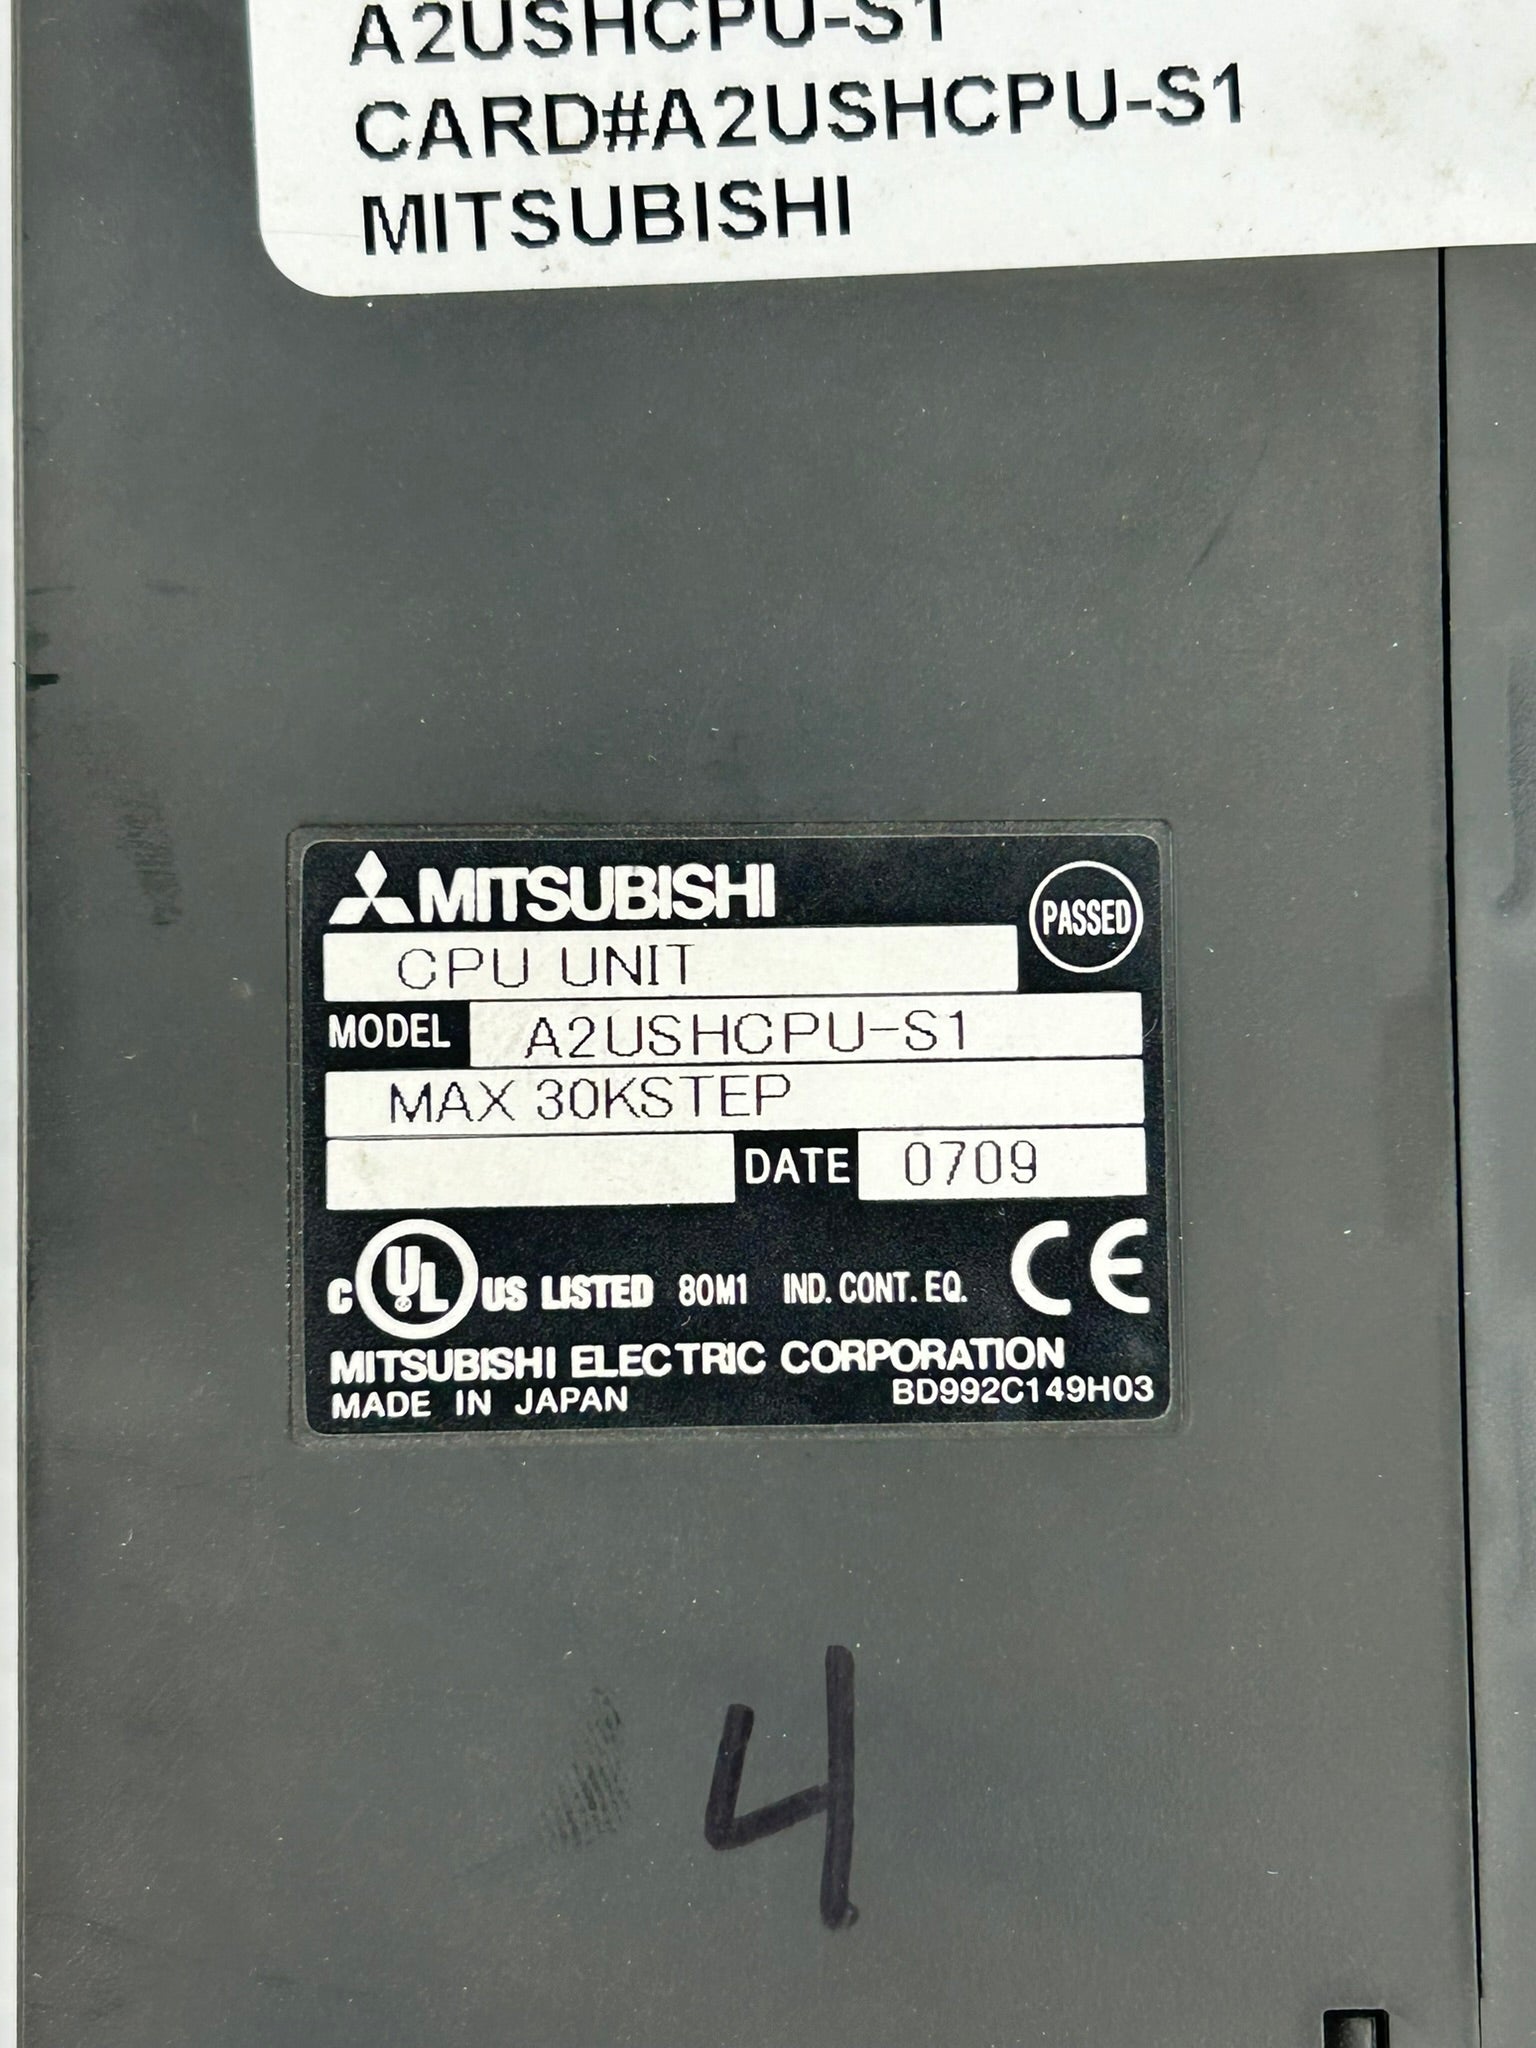 A2USHCPU-S1
CARD#A2USHCPU-S1
MITSUBISHI
MITSUBISHI
PASSED
CPU UNIT
MODEL A2USHCPU-S1
MAX 30KSTEP
DATE 0709
C UL US LISTED 80M1 IND. CONT. EQ. CE
MITSUBISHI ELECTRIC CORPORATION
MADE IN JAPAN BD992C149H03
4